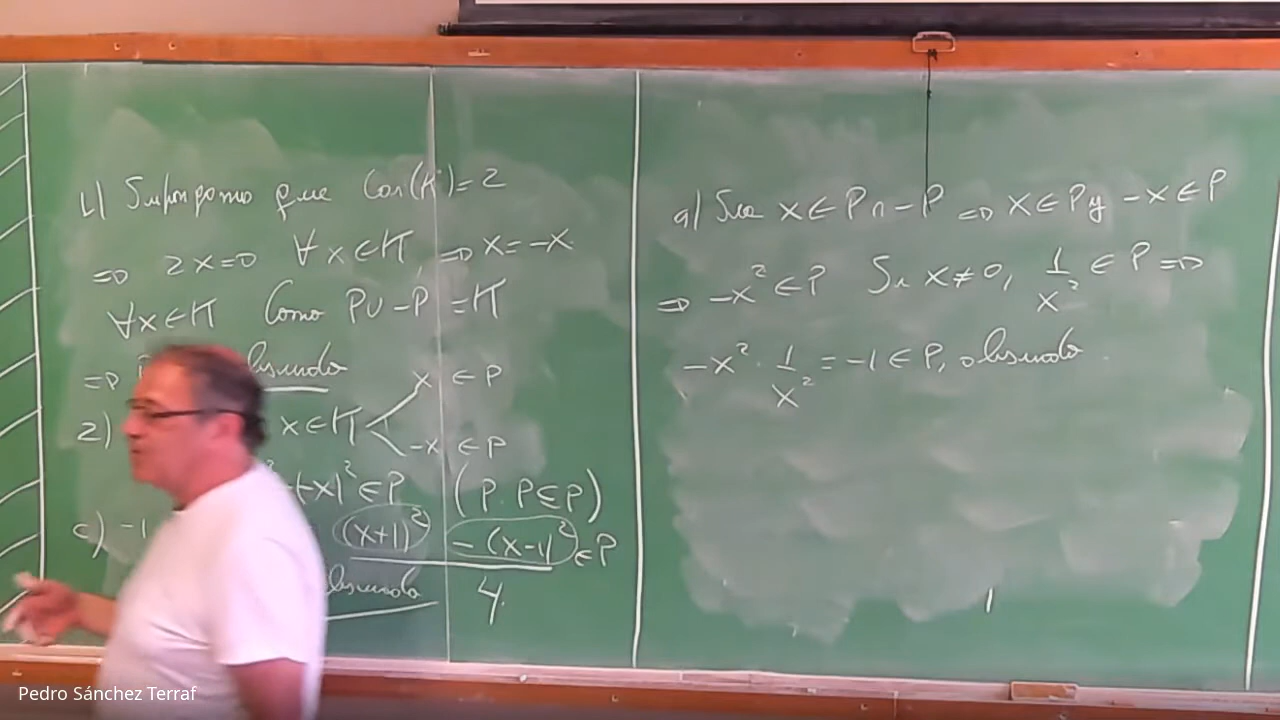 1) Supongamos que Car(K)=2
⇒ 2x=0 ∀x∈K ⇒ x=-x
∀x∈K Como P∪-P=K
⇒ P absurdo
2) x∈K < x ∈ P
-x ∈ P
(-x)²∈P (P.P⊆P)
c) -1 (x+1)² - (x-1)² ∈P
4
absurdo
a) Sea x∈P∩-P ⇒ x∈P y -x∈P
⇒ -x²∈P Si x≠0, 1/x² ∈ P ⇒
-x² . 1/x² = -1 ∈ P, absurdo.
Pedro Sánchez Terraf